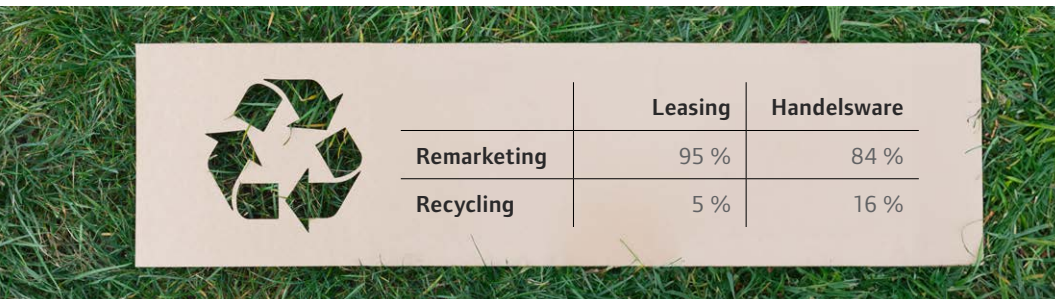 Leasing Handelsware
Remarketing 95 % 84 %
Recycling 5 % 16 %